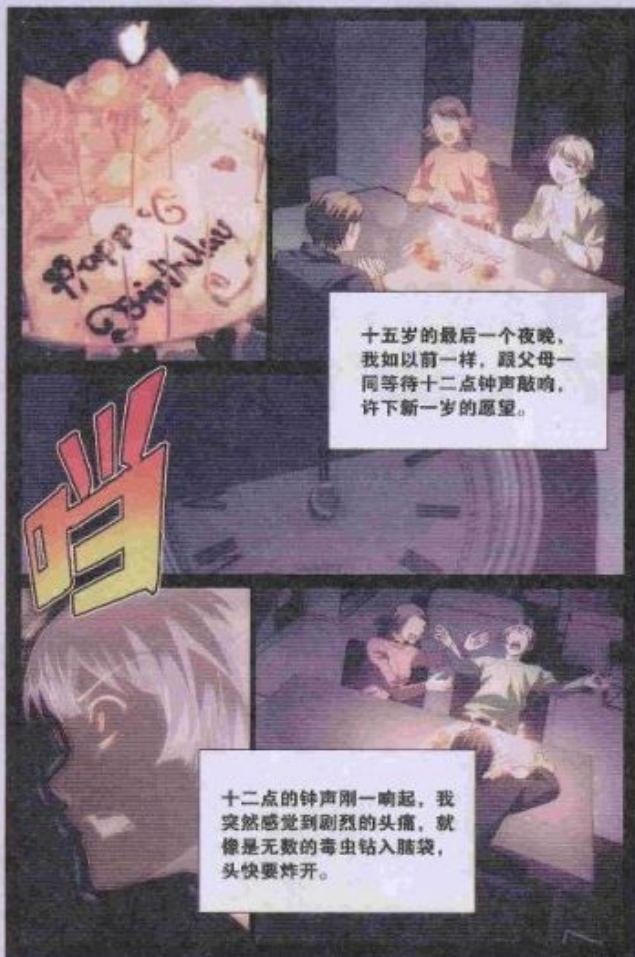 Happy
Birthday
十五岁的最后一个夜晚，
我如以前一样，跟父母一
同等待十二点钟声敲响，
许下新一岁的愿望。
当
十二点的钟声刚一响起，我
突然感觉到剧烈的头痛，就
像是无数的毒虫钻入脑袋，
头快要炸开。
7